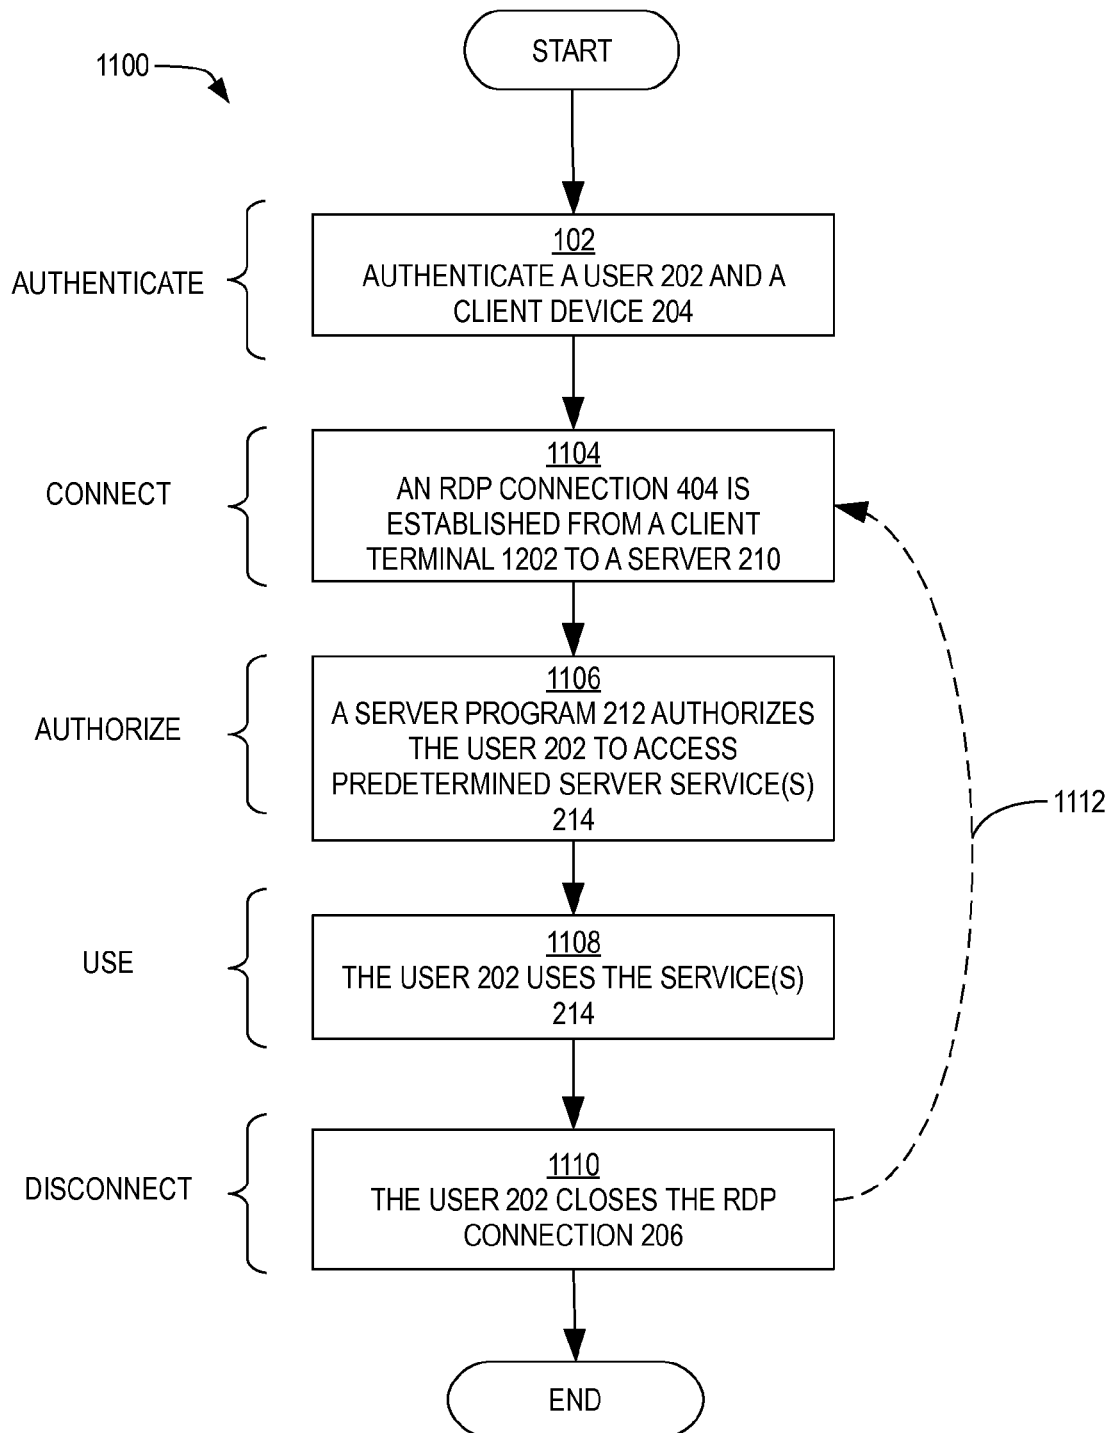 START
1100
AUTHENTICATE
102
AUTHENTICATE A USER 202 AND A
CLIENT DEVICE 204
CONNECT
1104
AN RDP CONNECTION 404 IS
ESTABLISHED FROM A CLIENT
TERMINAL 1202 TO A SERVER 210
AUTHORIZE
1106
A SERVER PROGRAM 212 AUTHORIZES
THE USER 202 TO ACCESS
PREDETERMINED SERVER SERVICE(S)
214
1112
USE
1108
THE USER 202 USES THE SERVICE(S)
214
DISCONNECT
1110
THE USER 202 CLOSES THE RDP
CONNECTION 206
END